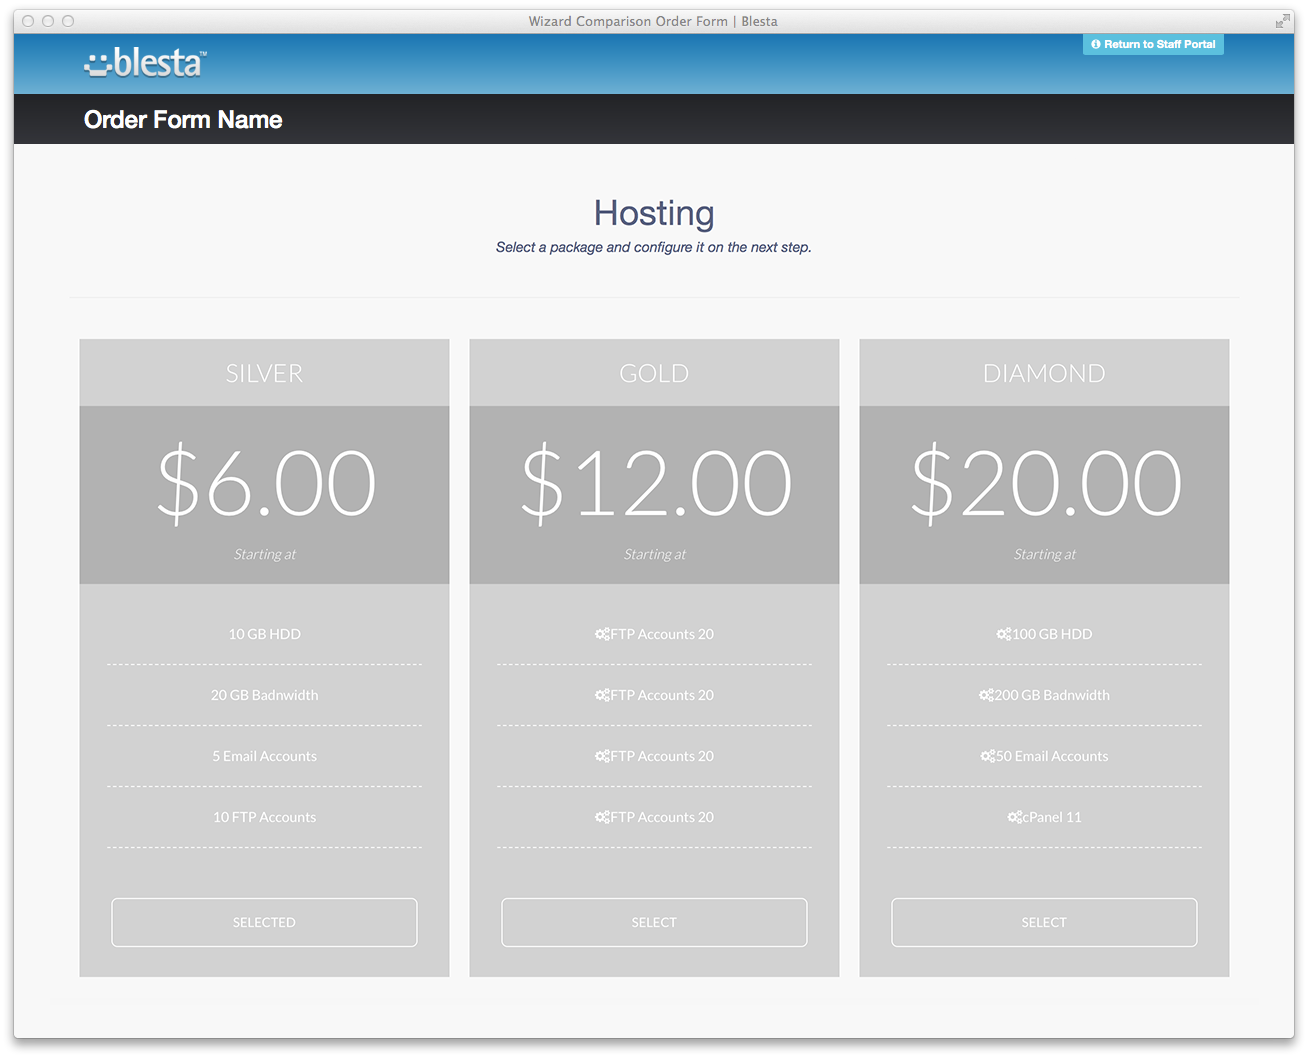 Wizard Comparison Order Form | Blesta
Return to Staff Portal
blesta™
Order Form Name
Hosting
Select a package and configure it on the next step.
SILVER
$6.00
Starting at
10 GB HDD
20 GB Badnwidth
5 Email Accounts
10 FTP Accounts
SELECTED
GOLD
$12.00
Starting at
FTP Accounts 20
FTP Accounts 20
FTP Accounts 20
FTP Accounts 20
SELECT
DIAMOND
$20.00
Starting at
100 GB HDD
200 GB Badnwidth
50 Email Accounts
cPanel 11
SELECT